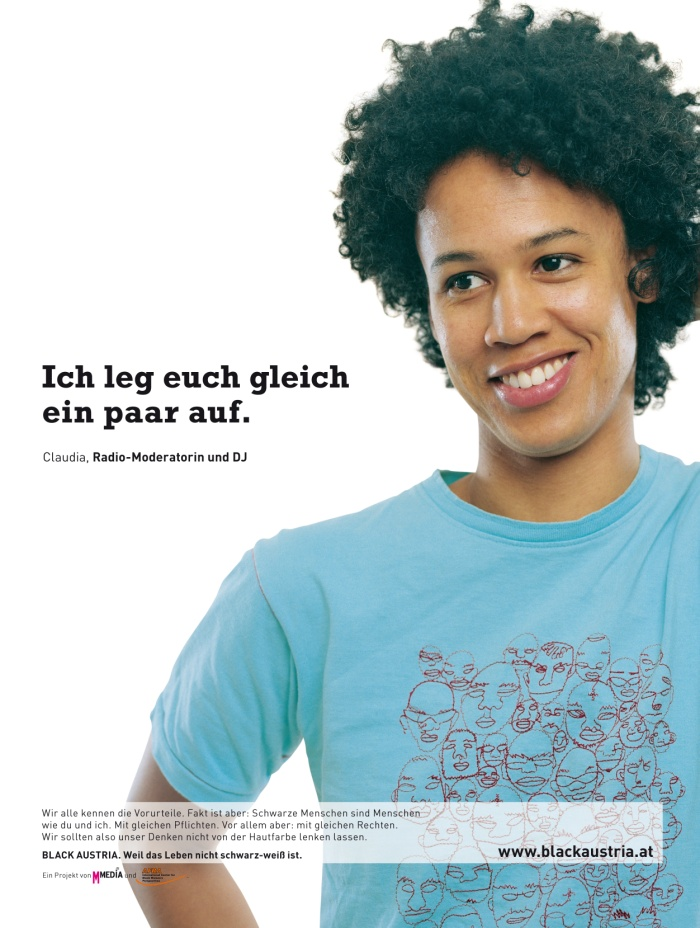 Ich leg euch gleich
ein paar auf.
Claudia, Radio-Moderatorin und DJ
Wir alle kennen die Vorurteile. Fakt ist aber: Schwarze Menschen sind Menschen
wie du und ich. Mit gleichen Pflichten. Vor allem aber: mit gleichen Rechten.
Wir sollten also unser Denken nicht von der Hautfarbe lenken lassen.
BLACK AUSTRIA. Weil das Leben nicht schwarz-weiß ist.
www.blackaustria.at
Ein Projekt von M MEDIA und